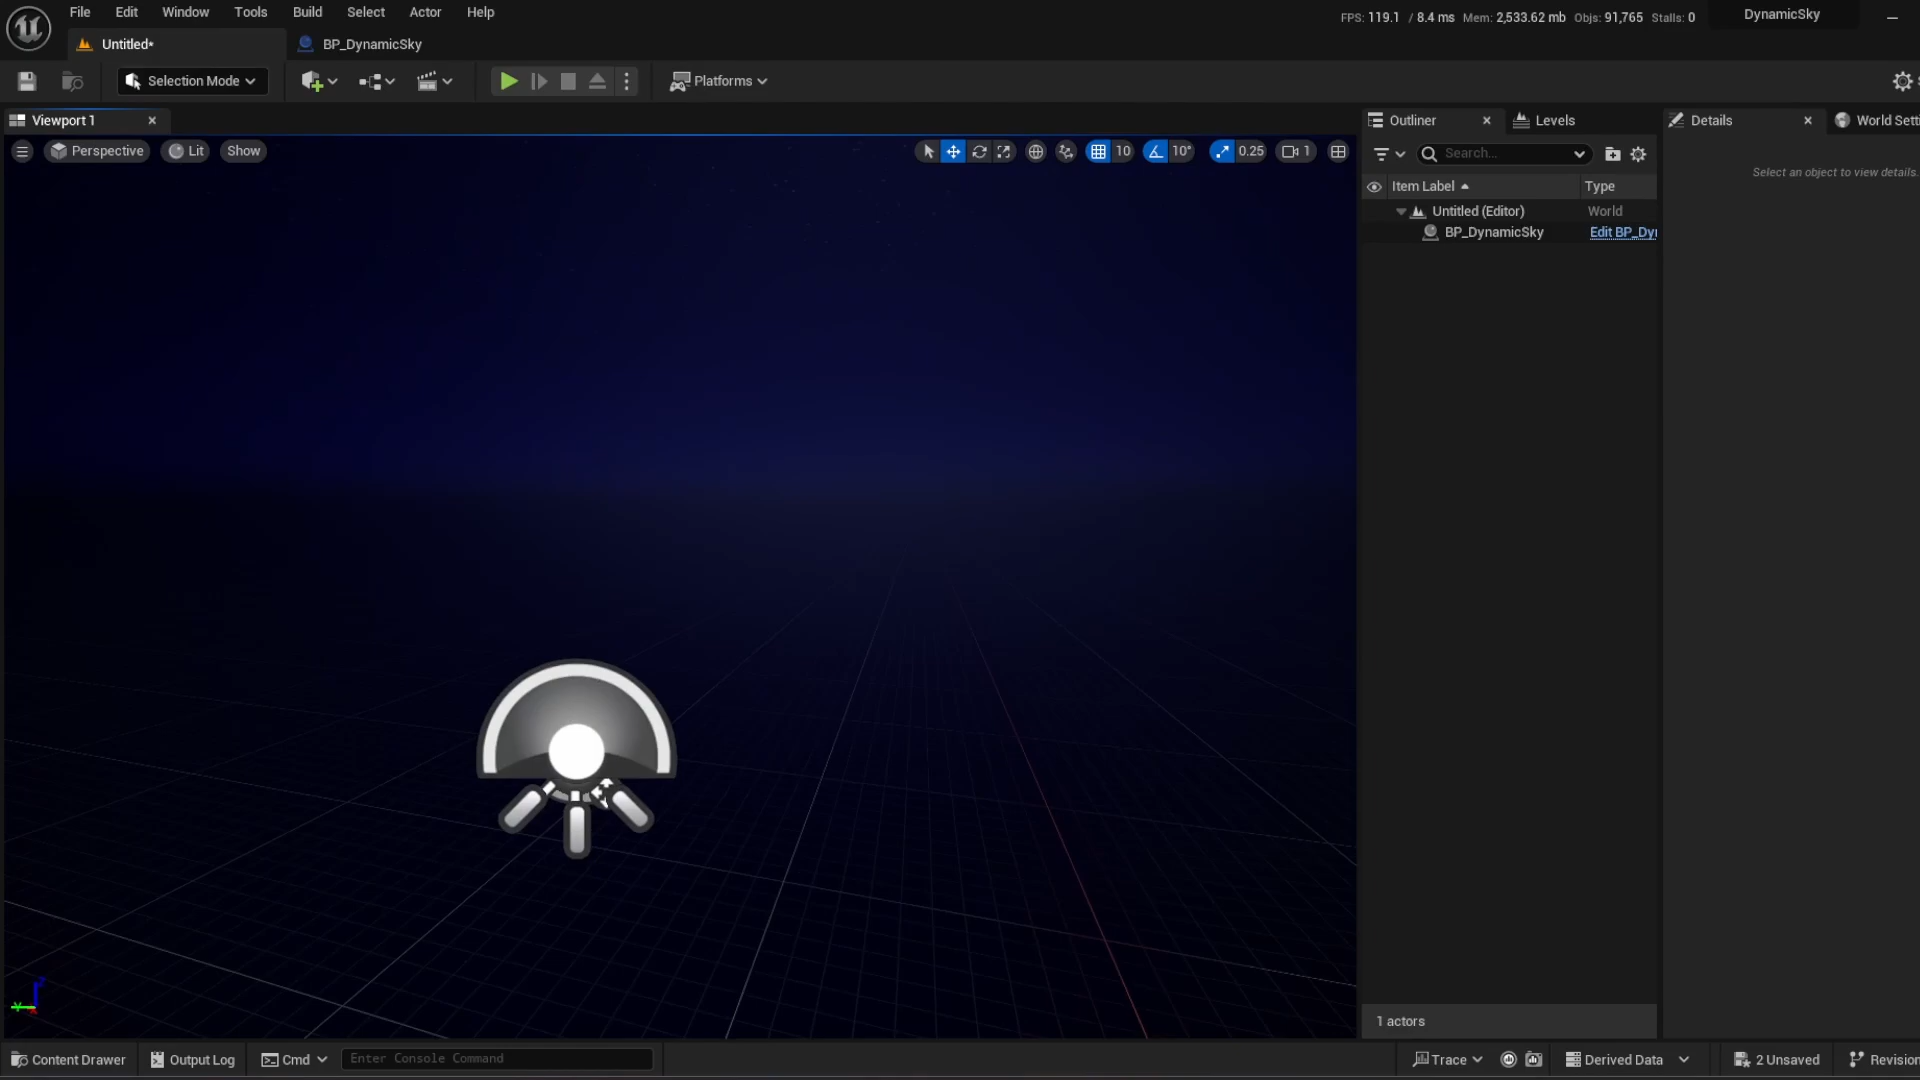 File Edit Window Tools Build Select Actor Help
FPS: 119.1 / 8.4 ms Mem: 2,533.62 mb Objs: 91,765 Stalls: 0
DynamicSky
Untitled*
BP_DynamicSky
Selection Mode
Platforms
Viewport 1
Outliner
Levels
Details
World Setti
Perspective
Lit
Show
10
10°
0.25
1
Search...
Select an object to view details.
Item Label
Type
Untitled (Editor)
World
BP_DynamicSky
Edit BP_Dyn
1 actors
Content Drawer
Output Log
Cmd
Enter Console Command
Trace
Derived Data
2 Unsaved
Revision